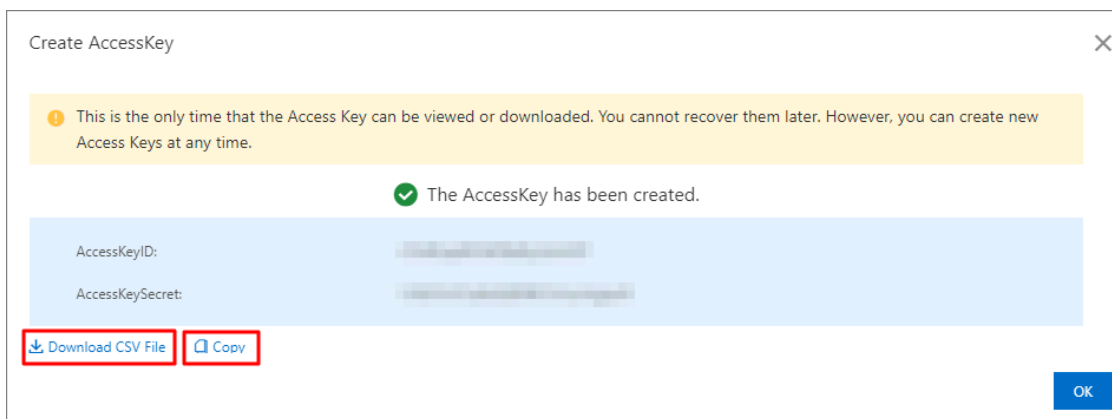 Create AccessKey
This is the only time that the Access Key can be viewed or downloaded. You cannot recover them later. However, you can create new
Access Keys at any time.
The AccessKey has been created.
AccessKeyID:
AccessKeySecret:
Download CSV File
Copy
OK